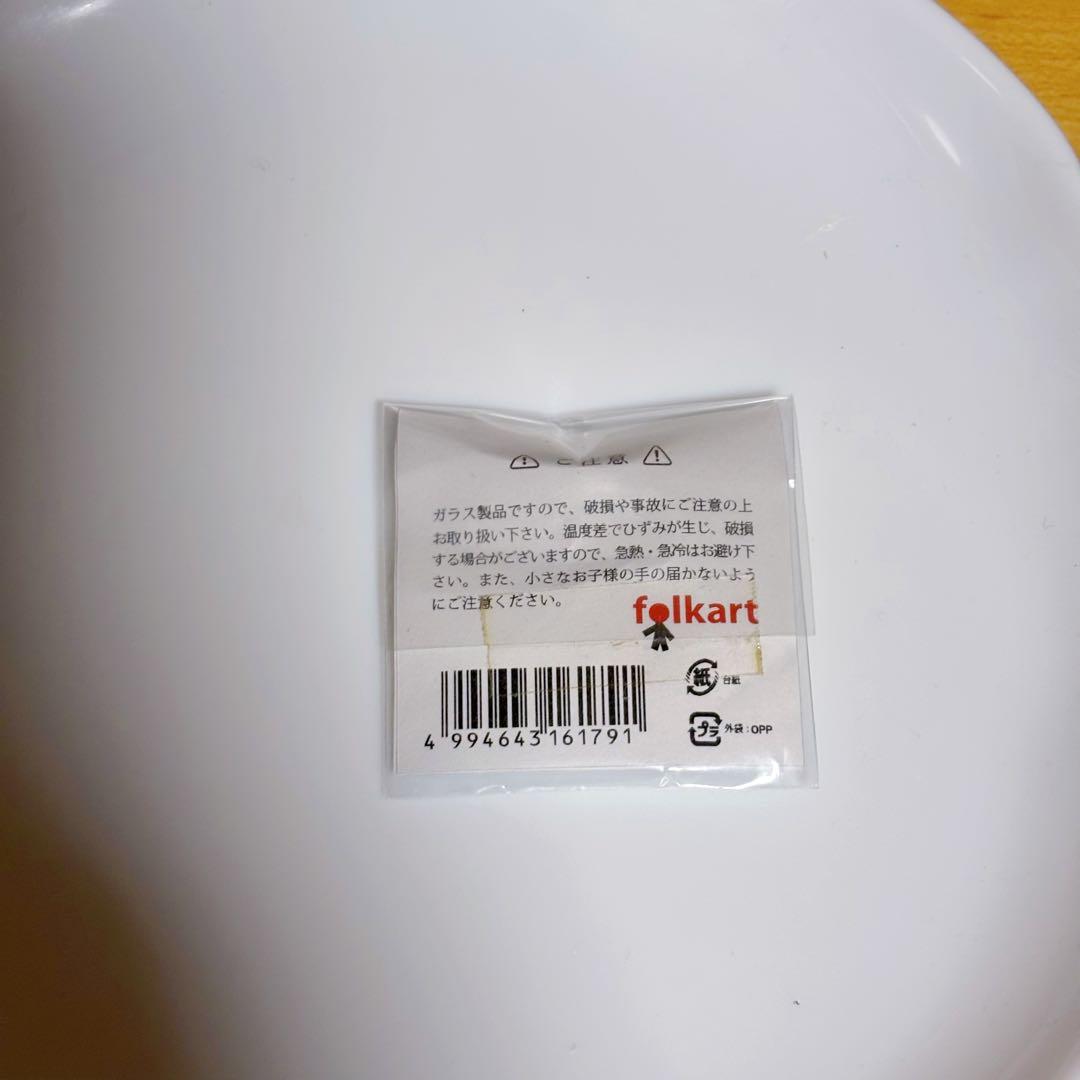 ご注意
ガラス製品ですので、破損や事故にご注意の上
お取り扱い下さい。温度差でひずみが生じ、破損
する場合がございますので、急熱・急冷はお避け下
さい。また、小さなお子様の手の届かないよう
にご注意ください。
folkart
紙 台紙
プラ 外袋:OPP
4 994643 161791